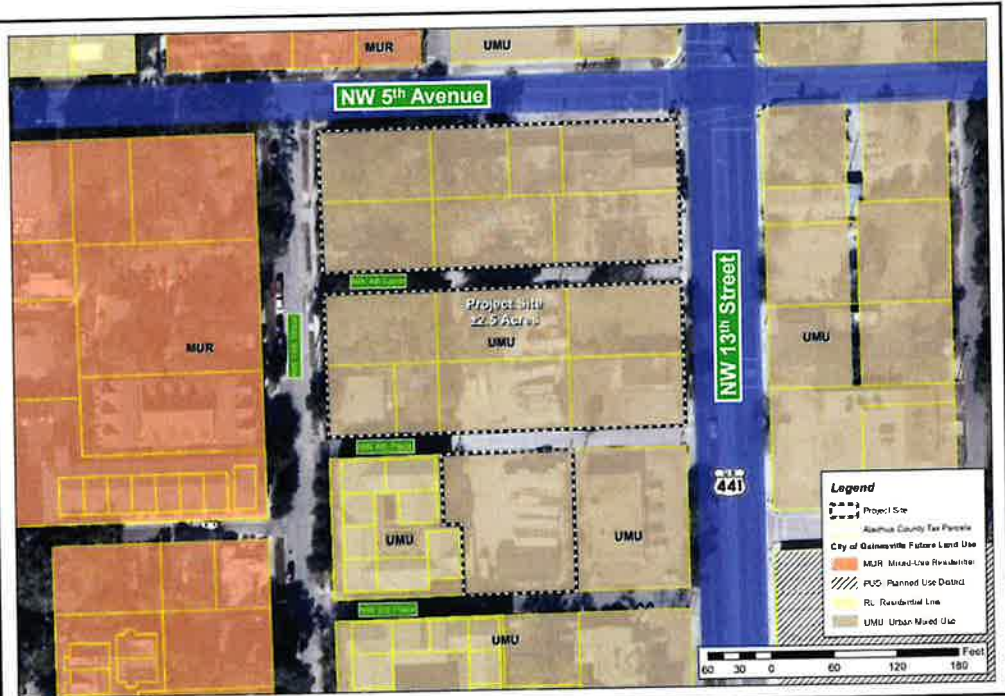 MUR
UMU
NW 5th Avenue
Project Site
±2.5 Acres
UMU
MUR
NW 13th Street
UMU
U.S.
441
UMU
UMU
UMU
Legend
Project Site
Alachua County Tax Parcels
City of Gainesville Future Land Use
MUR Mixed-Use Residential
PUD Planned Use District
RL Residential Low
UMU Urban Mixed Use
Feet
60 30 0 60 120 180